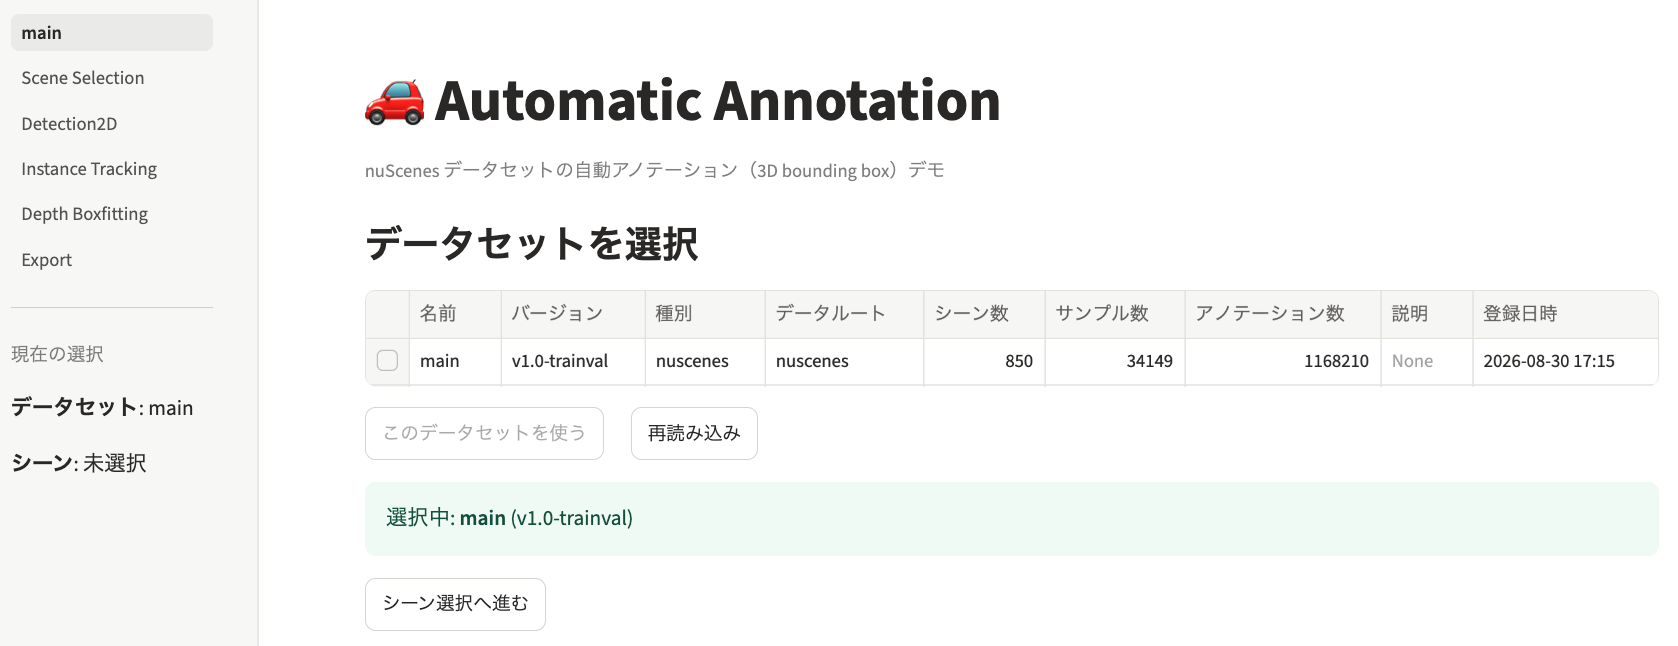 main
Scene Selection
Detection2D
Instance Tracking
Depth Boxfitting
Export
現在の選択
データセット: main
シーン: 未選択
🚗 Automatic Annotation
nuScenes データセットの自動アノテーション（3D bounding box）デモ
データセットを選択
名前 バージョン 種別 データルート シーン数 サンプル数 アノテーション数 説明 登録日時
main v1.0-trainval nuscenes nuscenes 850 34149 1168210 None 2026-08-30 17:15
このデータセットを使う 再読み込み
選択中: main (v1.0-trainval)
シーン選択へ進む